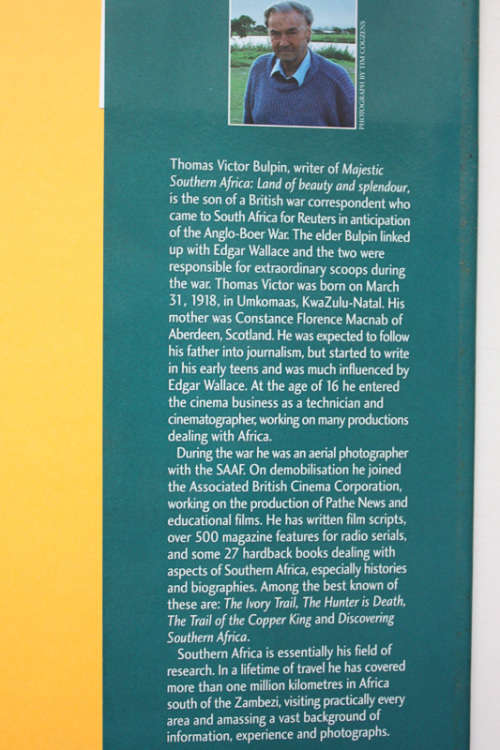 PHOTOGRAPH BY TIM COGZENS
Thomas Victor Bulpin, writer of Majestic
Southern Africa: Land of beauty and splendour,
is the son of a British war correspondent who
came to South Africa for Reuters in anticipation
of the Anglo-Boer War. The elder Bulpin linked
up with Edgar Wallace and the two were
responsible for extraordinary scoops during
the war. Thomas Victor was born on March
31, 1918, in Umkomaas, KwaZulu-Natal. His
mother was Constance Florence Macnab of
Aberdeen, Scotland. He was expected to follow
his father into journalism, but started to write
in his early teens and was much influenced by
Edgar Wallace. At the age of 16 he entered
the cinema business as a technician and
cinematographer, working on many productions
dealing with Africa.
During the war he was an aerial photographer
with the SAAF. On demobilisation he joined
the Associated British Cinema Corporation,
working on the production of Pathe News and
educational films. He has written film scripts,
over 500 magazine features for radio serials,
and some 27 hardback books dealing with
aspects of Southern Africa, especially histories
and biographies. Among the best known of
these are: The Ivory Trail, The Hunter is Death,
The Trail of the Copper King and Discovering
Southern Africa.
Southern Africa is essentially his field of
research. In a lifetime of travel he has covered
more than one million kilometres in Africa
south of the Zambezi, visiting practically every
area and amassing a vast background of
information, experience and photographs.